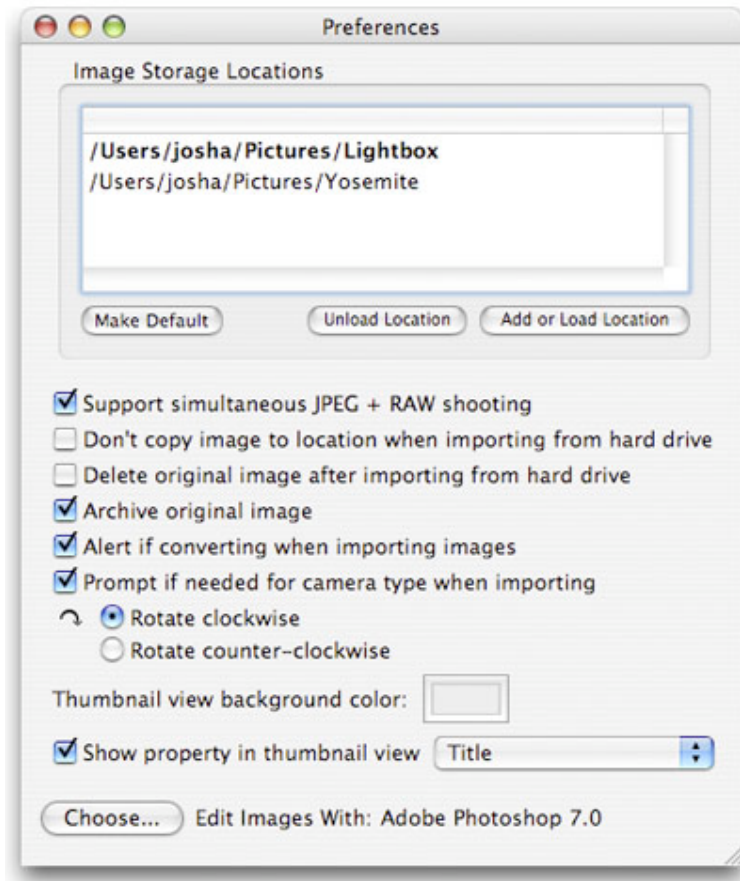 Preferences
Image Storage Locations
/Users/josha/Pictures/Lightbox
/Users/josha/Pictures/Yosemite
Make Default Unload Location Add or Load Location
Support simultaneous JPEG + RAW shooting
Don't copy image to location when importing from hard drive
Delete original image after importing from hard drive
Archive original image
Alert if converting when importing images
Prompt if needed for camera type when importing
Rotate clockwise
Rotate counter-clockwise
Thumbnail view background color:
Show property in thumbnail view Title
Choose... Edit Images With: Adobe Photoshop 7.0